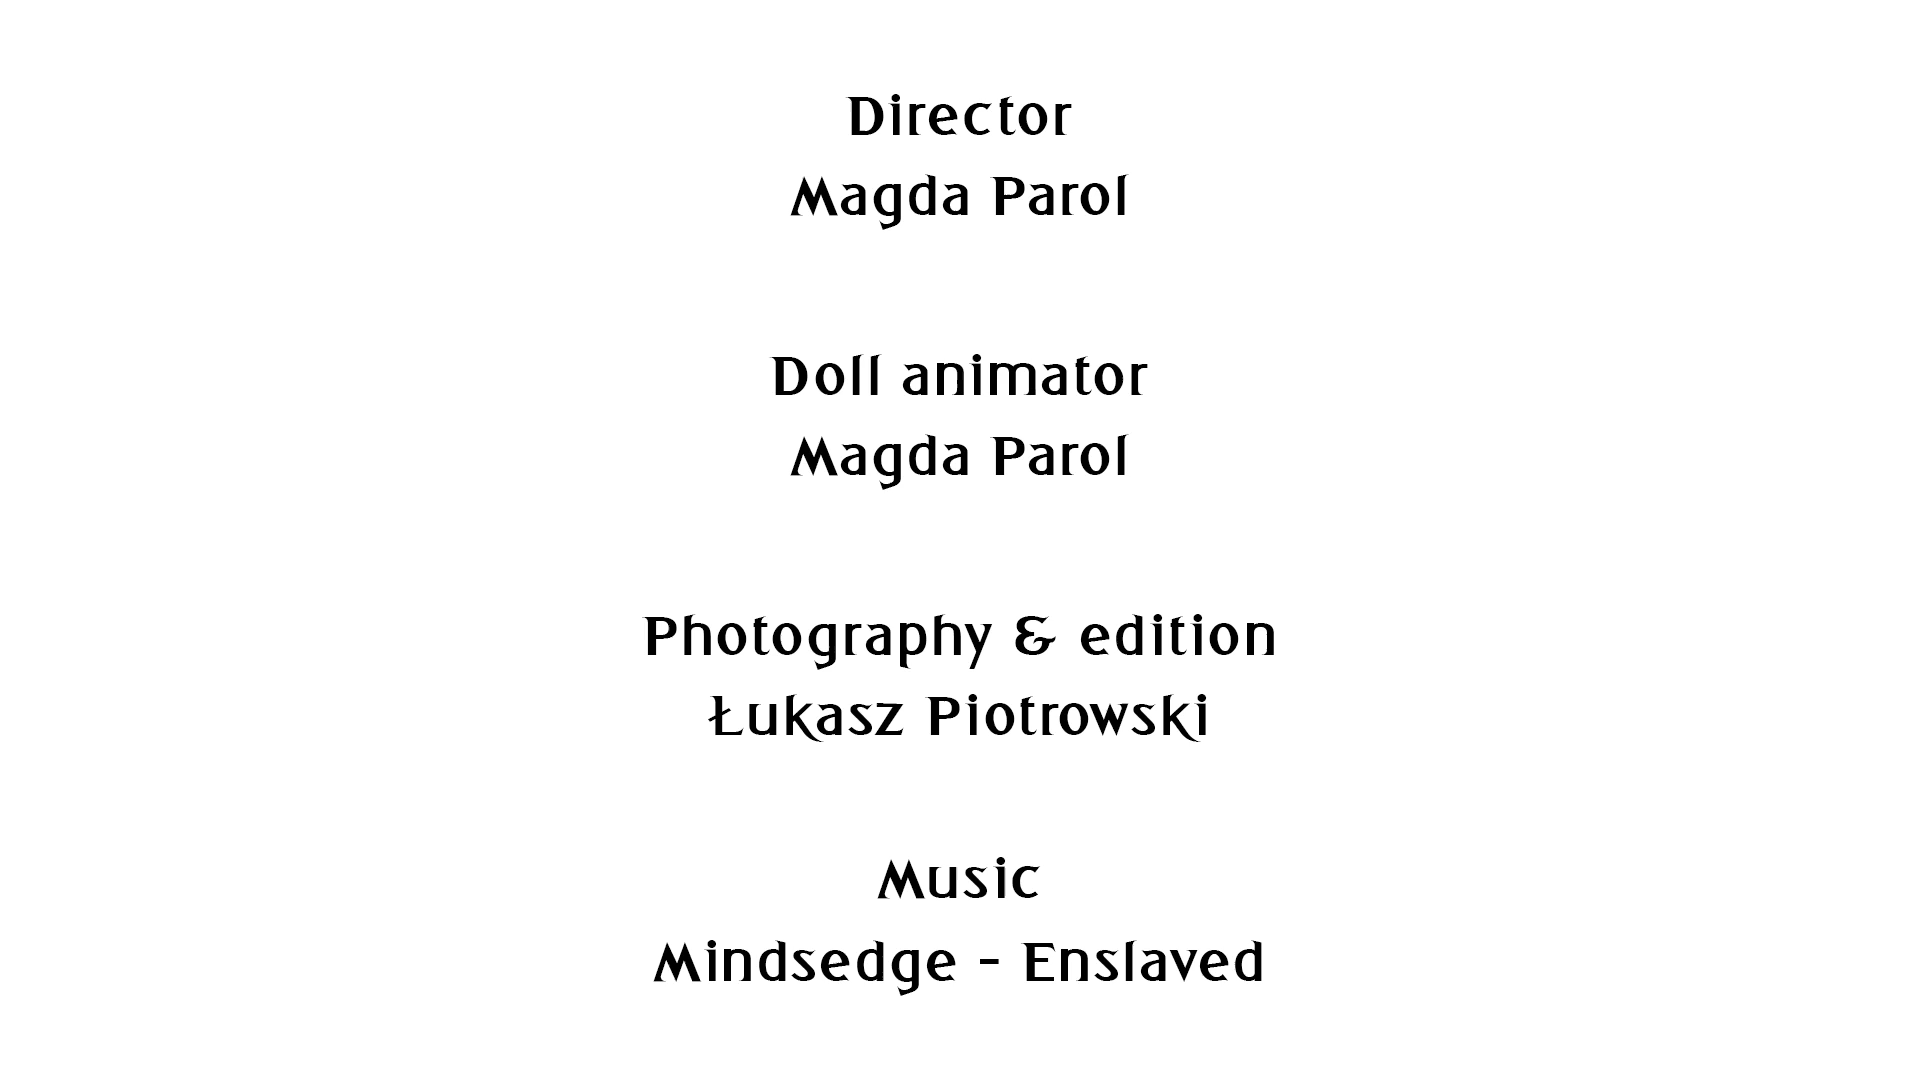 Director
Magda Parol
Doll animator
Magda Parol
Photography & edition
Łukasz Piotrowski
Music
Mindsedge - Enslaved